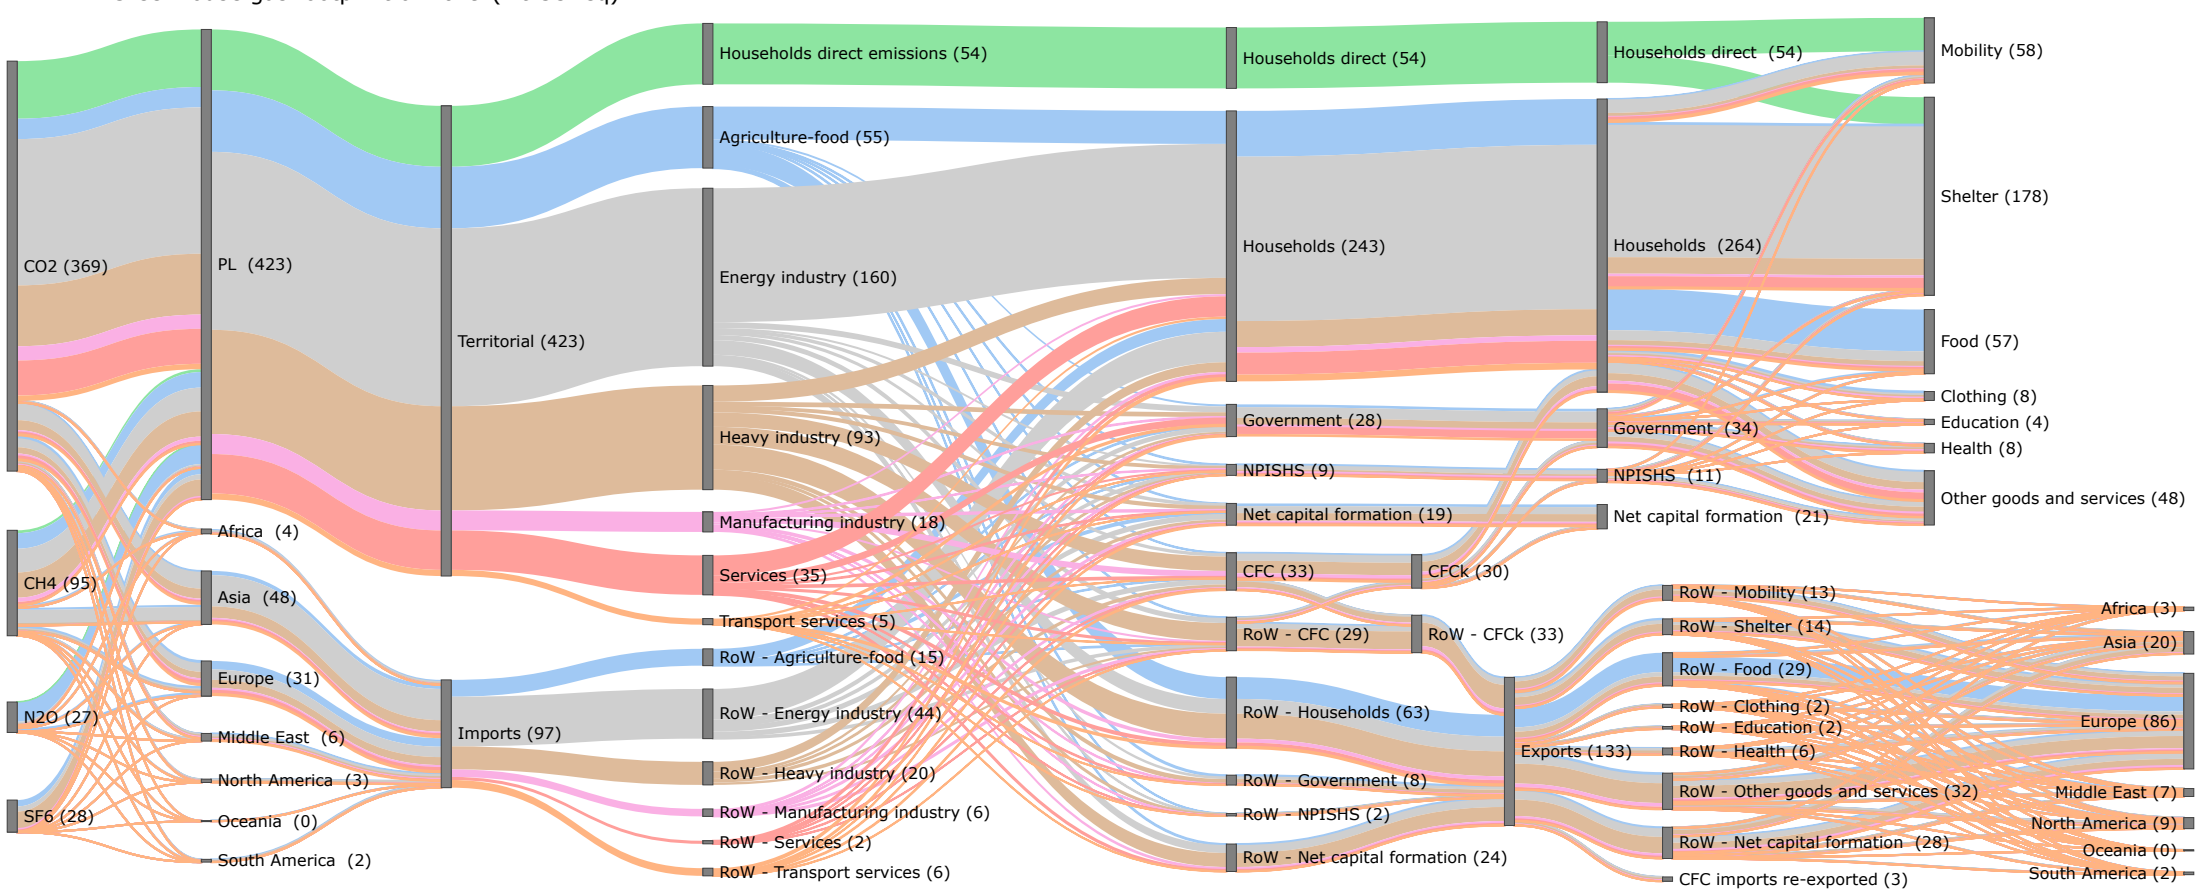 CO2 (369)
CH4 (95)
N2O (27)
SF6 (28)
PL (423)
Africa (4)
Asia (48)
Europe (31)
Middle East (6)
North America (3)
Oceania (0)
South America (2)
Territorial (423)
Imports (97)
Households direct emissions (54)
Agriculture-food (55)
Energy industry (160)
Heavy industry (93)
Manufacturing industry (18)
Services (35)
Transport services (5)
RoW - Agriculture-food (15)
RoW - Energy industry (44)
RoW - Heavy industry (20)
RoW - Manufacturing industry (6)
RoW - Services (2)
RoW - Transport services (6)
Households direct (54)
Households (243)
Government (28)
NPISHS (9)
Net capital formation (19)
CFC (33)
RoW - CFC (29)
RoW - Households (63)
RoW - Government (8)
RoW - NPISHS (2)
RoW - Net capital formation (24)
CFCk (30)
RoW - CFCk (33)
Exports (133)
Households direct (54)
Households (264)
Government (34)
NPISHS (11)
Net capital formation (21)
RoW - Mobility (13)
RoW - Shelter (14)
RoW - Food (29)
RoW - Clothing (2)
RoW - Education (2)
RoW - Health (6)
RoW - Other goods and services (32)
RoW - Net capital formation (28)
CFC imports re-exported (3)
Mobility (58)
Shelter (178)
Food (57)
Clothing (8)
Education (4)
Health (8)
Other goods and services (48)
Africa (3)
Asia (20)
Europe (86)
Middle East (7)
North America (9)
Oceania (0)
South America (2)